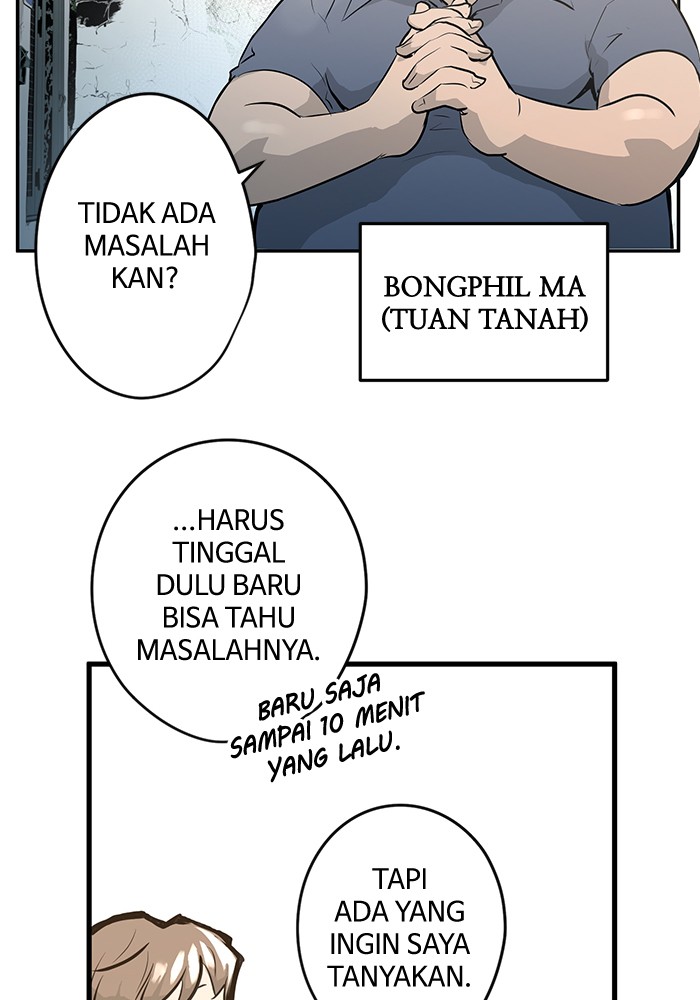 TIDAK ADA
MASALAH
KAN?
BONGPHIL MA
(TUAN TANAH)
...HARUS
TINGGAL
DULU BARU
BISA TAHU
MASALAHNYA.
BARU SAJA
SAMPAI 10 MENIT
YANG LALU.
TAPI
ADA YANG
INGIN SAYA
TANYAKAN.